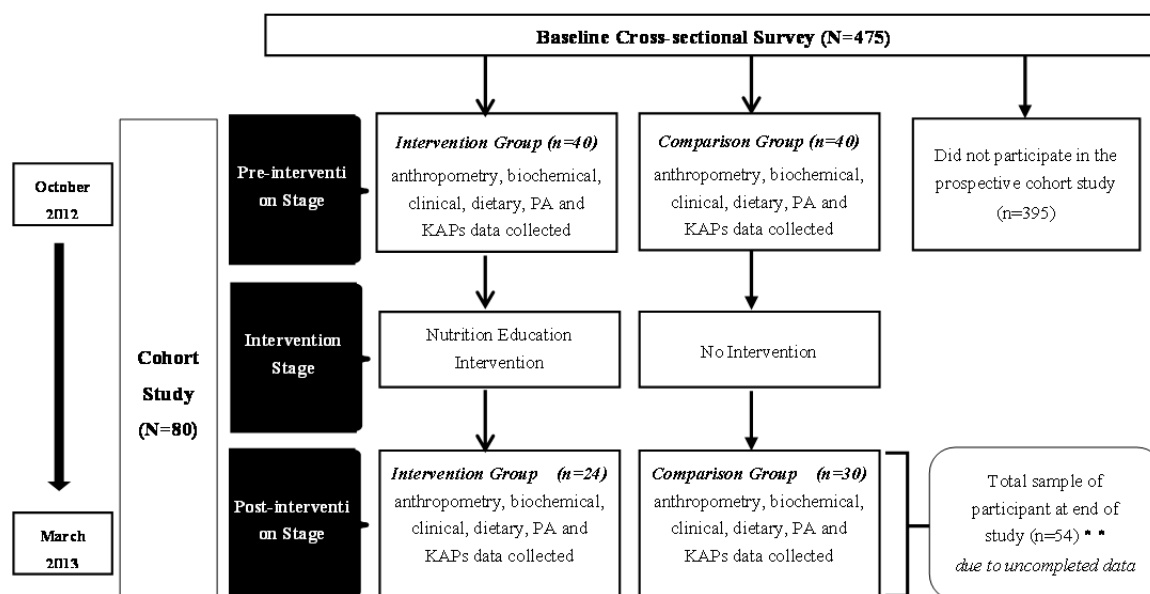 Baseline Cross-sectional Survey (N=475)
October
2012
March
2013
Cohort
Study
(N=80)
Pre-interventi
on Stage
Intervention Group (n=40)
anthropometry, biochemical,
clinical, dietary, PA and
KAPs data collected
Comparison Group (n=40)
anthropometry, biochemical,
clinical, dietary, PA and
KAPs data collected
Did not participate in the
prospective cohort study
(n=395)
Intervention
Stage
Nutrition Education
Intervention
No Intervention
Post-interventi
on Stage
Intervention Group (n=24)
anthropometry, biochemical,
clinical, dietary, PA and
KAPs data collected
Comparison Group (n=30)
anthropometry, biochemical,
clinical, dietary, PA and
KAPs data collected
Total sample of
participant at end of
study (n=54) **
due to uncompleted data